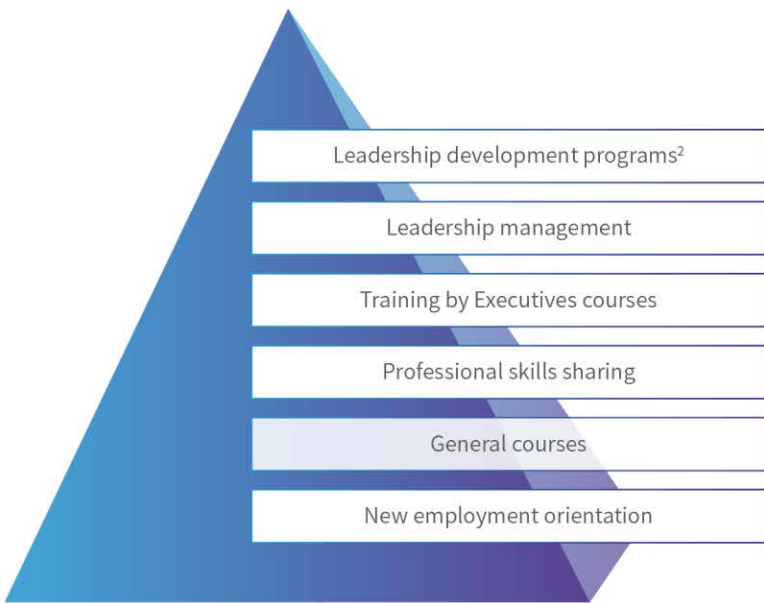 Leadership development programs²
Leadership management
Training by Executives courses
Professional skills sharing
General courses
New employment orientation